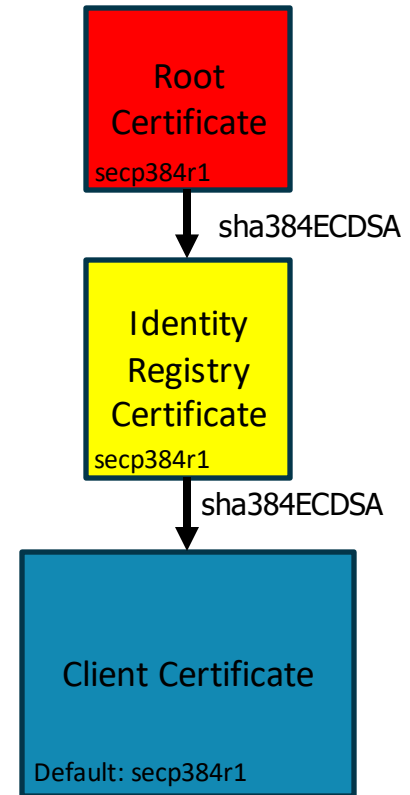 Root
Certificate
secp384r1
sha384ECDSA
Identity
Registry
Certificate
secp384r1
sha384ECDSA
Client Certificate
Default: secp384r1